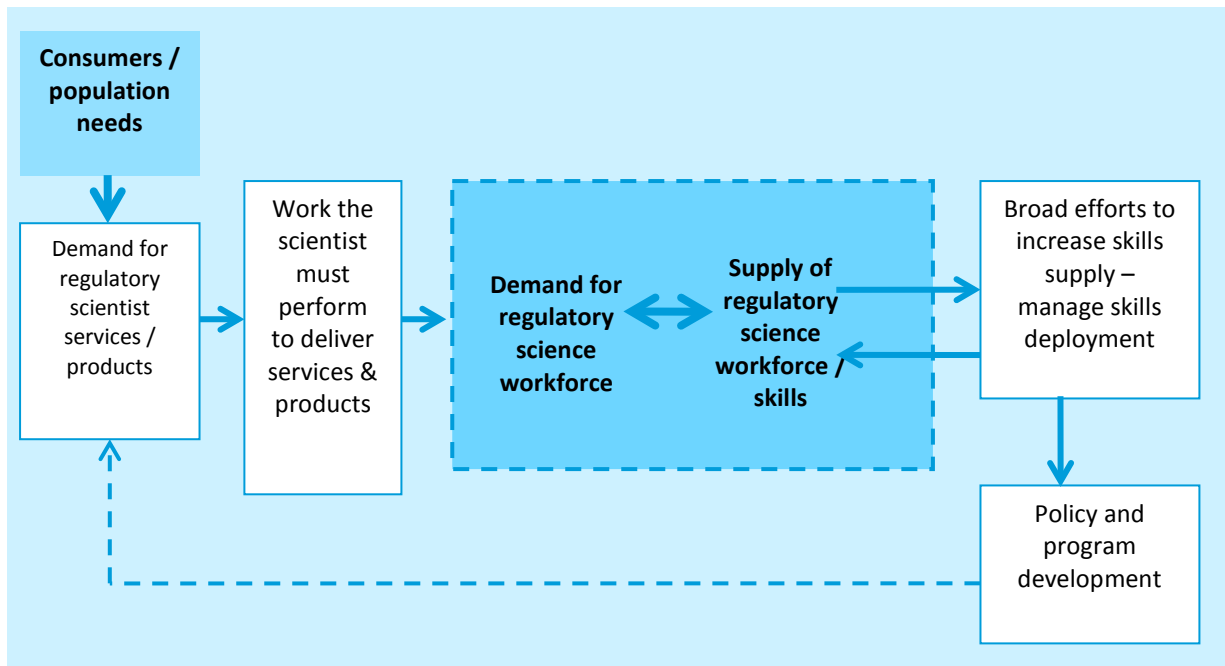 Consumers /
population
needs
Demand for
regulatory
scientist
services /
products
Work the
scientist
must
perform
to deliver
services &
products
Demand for
regulatory
science
workforce
Supply of
regulatory
science
workforce /
skills
Broad efforts to
increase skills
supply –
manage skills
deployment
Policy and
program
development